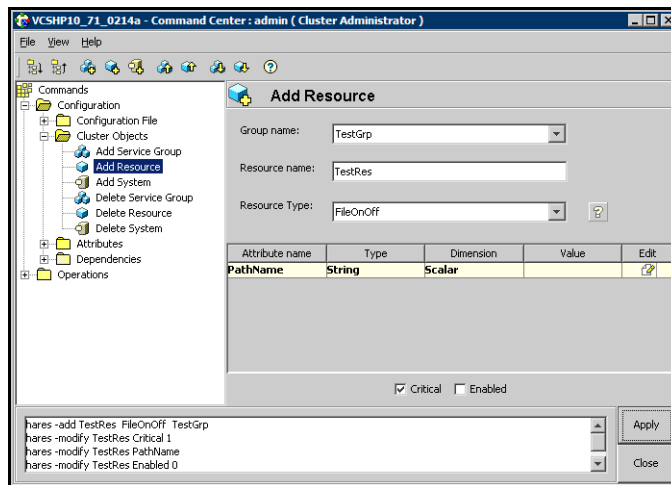 VCSHP10_71_0214a - Command Center : admin ( Cluster Administrator )
File View Help
Commands
Configuration
Configuration File
Cluster Objects
Add Service Group
Add Resource
Add System
Delete Service Group
Delete Resource
Delete System
Attributes
Dependencies
Operations
Add Resource
Group name: TestGrp
Resource name: TestRes
Resource Type: FileOnOff
Attribute name Type Dimension Value Edit
PathName String Scalar
Critical Enabled
hares -add TestRes FileOnOff TestGrp
hares -modify TestRes Critical 1
hares -modify TestRes PathName
hares -modify TestRes Enabled 0
Apply
Close